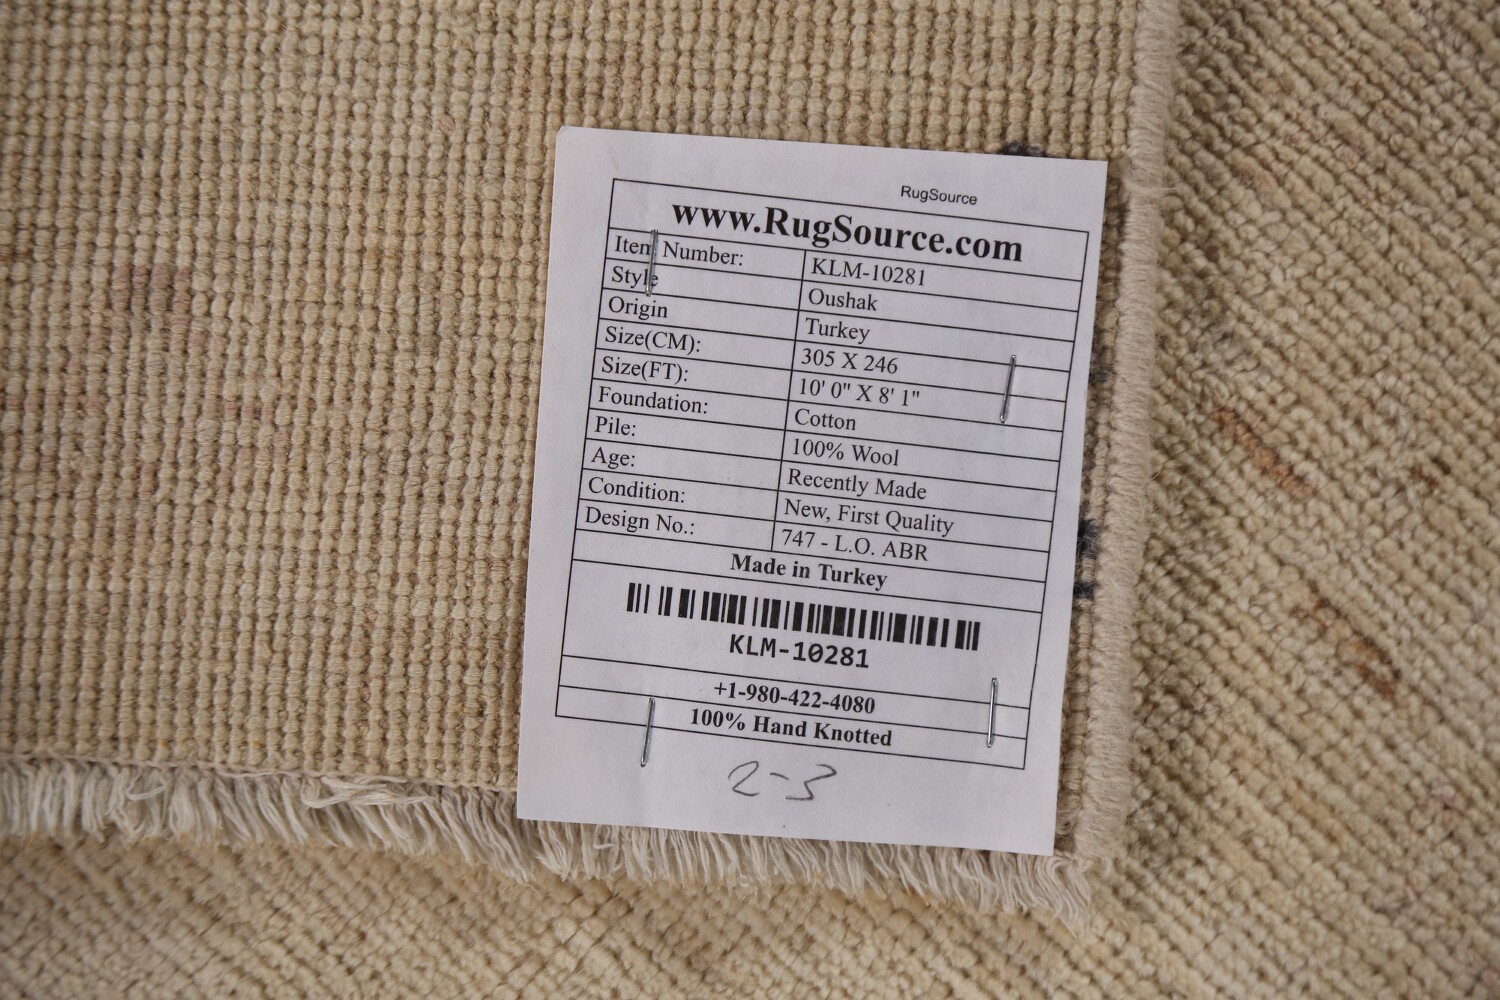 RugSource
www.RugSource.com
Item Number: KLM-10281
Style Oushak
Origin Turkey
Size(CM): 305 X 246
Size(FT): 10' 0" X 8' 1"
Foundation: Cotton
Pile: 100% Wool
Age: Recently Made
Condition: New, First Quality
Design No.: 747 - L.O. ABR
Made in Turkey
KLM-10281
+1-980-422-4080
100% Hand Knotted
2-3